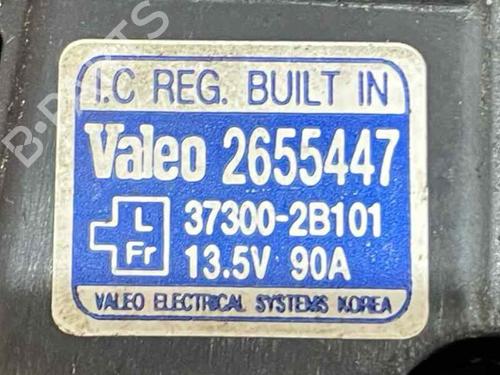 I.C REG. BUILT IN
Valeo 2655447
L
Fr
37300-2B101
13.5V 90A
VALEO ELECTRICAL SYSTEMS KOREA